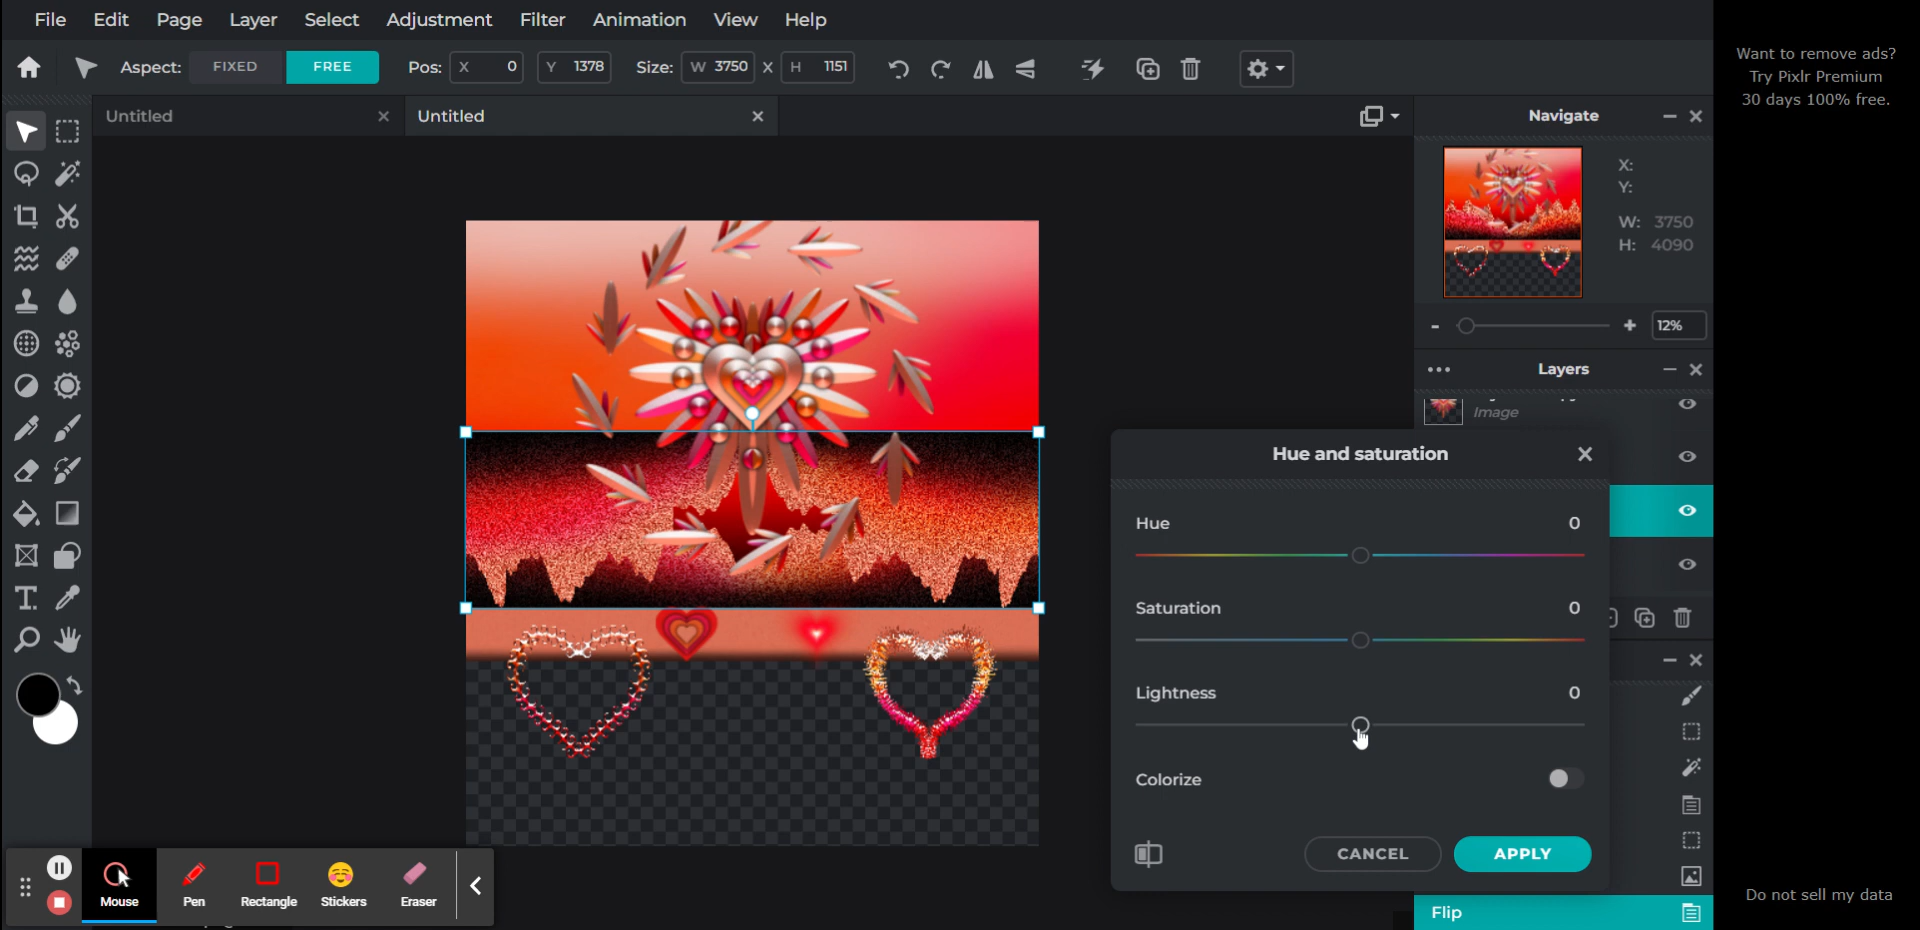 File Edit Page Layer Select Adjustment Filter Animation View Help
Aspect: FIXED FREE Pos: X 0 Y 1378 Size: W 3750 X H 1151
Want to remove ads?
Try Pixlr Premium
30 days 100% free.
Untitled
Untitled
Navigate
X:
Y:
W: 3750
H: 4090
12%
Layers
Image
Hue and saturation
Hue 0
Saturation 0
Lightness 0
Colorize
CANCEL APPLY
Flip
Mouse Pen Rectangle Stickers Eraser
Do not sell my data